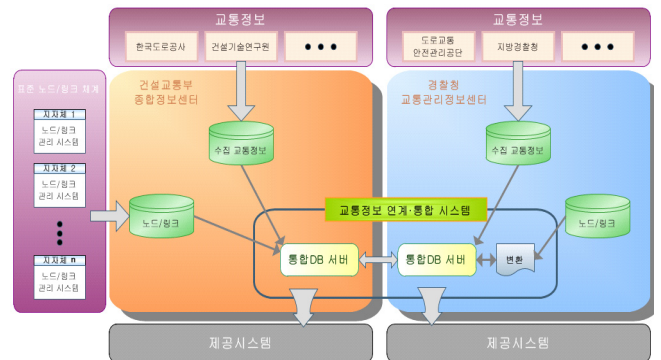 교통정보
교통정보
한국도로공사
건설기술연구원
도로교통
안전관리공단
지방경찰청
표준 노드/링크 체계
건설교통부
종합정보센터
경찰청
교통관리정보센터
지자체 1
노드/링크
관리 시스템
수집 교통정보
수집 교통정보
지자체 2
노드/링크
관리 시스템
노드/링크
교통정보 연계·통합 시스템
노드/링크
통합DB 서버
통합DB 서버
변환
지자체 n
노드/링크
관리 시스템
제공시스템
제공시스템